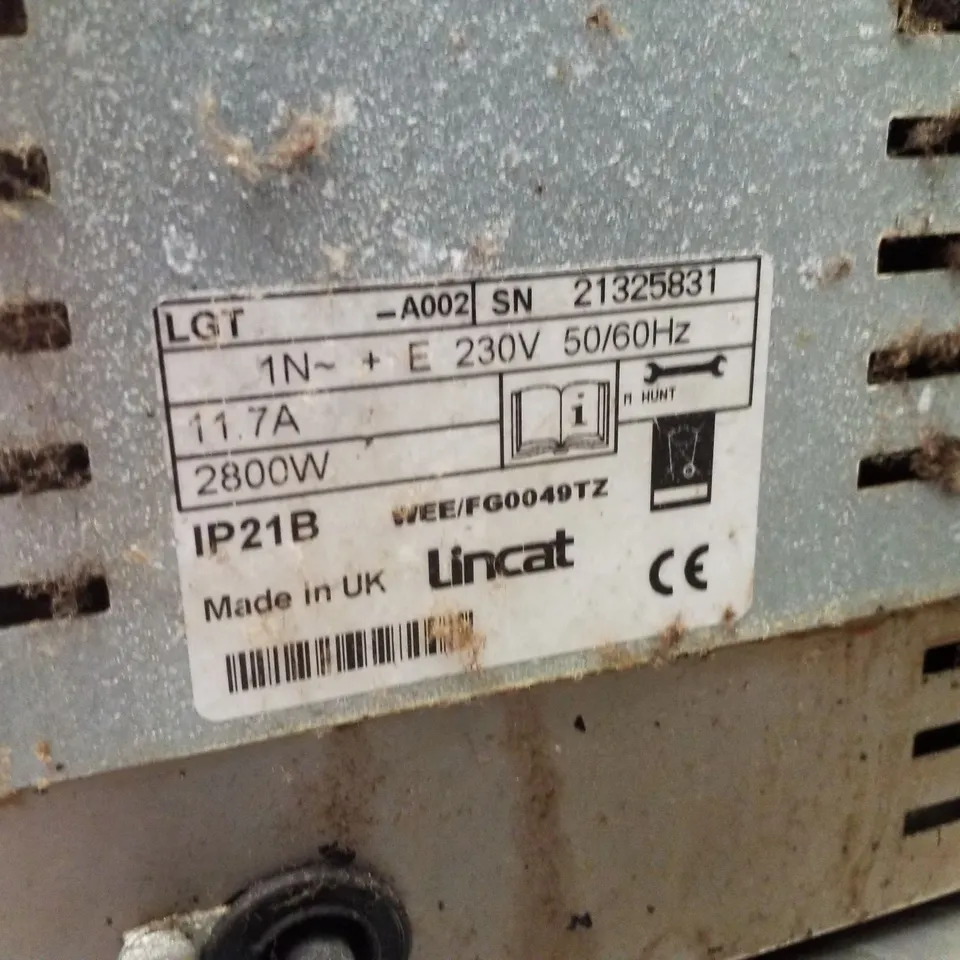 LGT -A002 SN 21325831
1N~ + E 230V 50/60Hz
11.7A
i
M HUNT
2800W
IP21B WEE/FG0049TZ
Made in UK Lincat CE